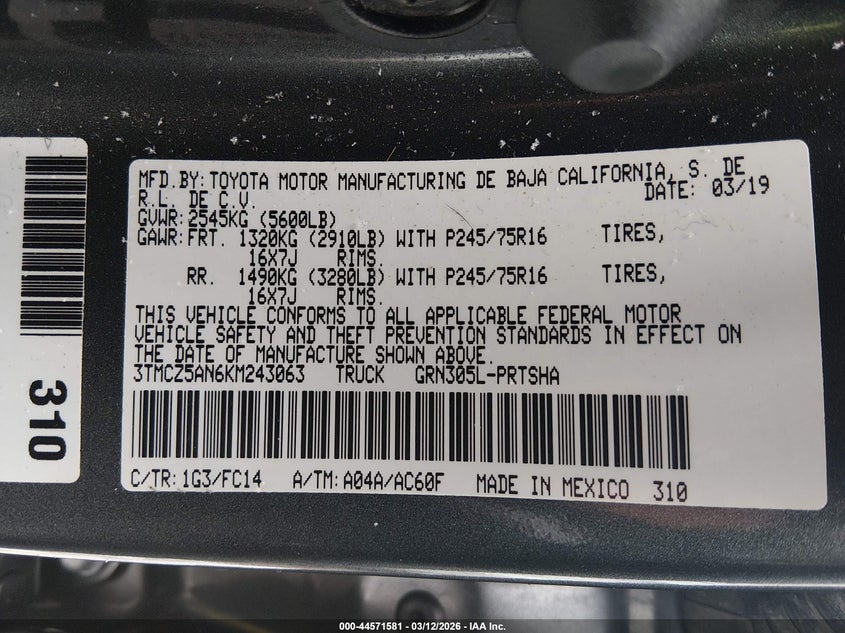 MFD.BY:TOYOTA MOTOR MANUFACTURING DE BAJA CALIFORNIA, S. DE
R.L. DE C.V. DATE: 03/19
GVWR:2545KG (5600LB)
GAWR:FRT. 1320KG (2910LB) WITH P245/75R16 TIRES,
16X7J RIMS.
RR. 1490KG (3280LB) WITH P245/75R16 TIRES,
16X7J RIMS.
THIS VEHICLE CONFORMS TO ALL APPLICABLE FEDERAL MOTOR
VEHICLE SAFETY AND THEFT PREVENTION STANDARDS IN EFFECT ON
THE DATE OF MANUFACTURE SHOWN ABOVE.
3TMCZ5AN6KM243063 TRUCK GRN305L-PRTSHA
C/TR:1G3/FC14 A/TM:A04A/AC60F MADE IN MEXICO 310
310
000-44571581 - 03/12/2026 - IAA Inc.